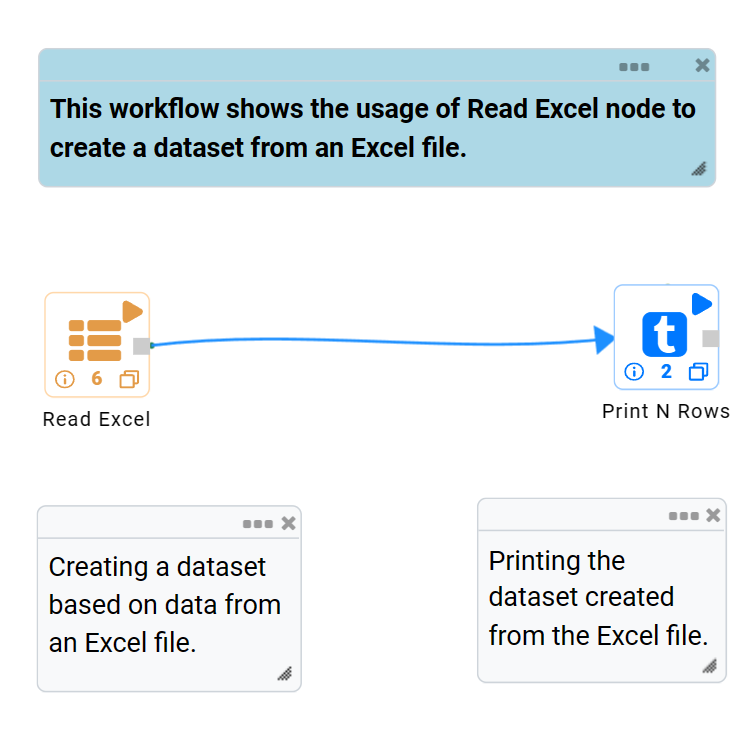 This workflow shows the usage of Read Excel node to
create a dataset from an Excel file.
6
Read Excel
t
2
Print N Rows
Creating a dataset
based on data from
an Excel file.
Printing the
dataset created
from the Excel file.